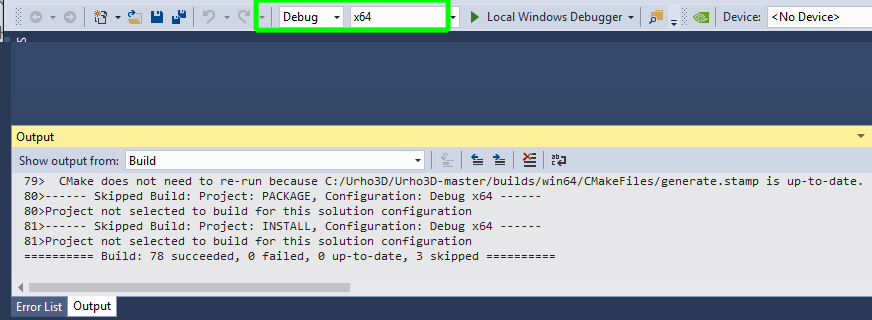 Debug x64 Local Windows Debugger Device: <No Device>
Output
Show output from: Build
79>  CMake does not need to re-run because C:/Urho3D/Urho3D-master/builds/win64/CMakeFiles/generate.stamp is up-to-date.
80>------ Skipped Build: Project: PACKAGE, Configuration: Debug x64 ------
80>Project not selected to build for this solution configuration
81>------ Skipped Build: Project: INSTALL, Configuration: Debug x64 ------
81>Project not selected to build for this solution configuration
========== Build: 78 succeeded, 0 failed, 0 up-to-date, 3 skipped ==========
Error List Output